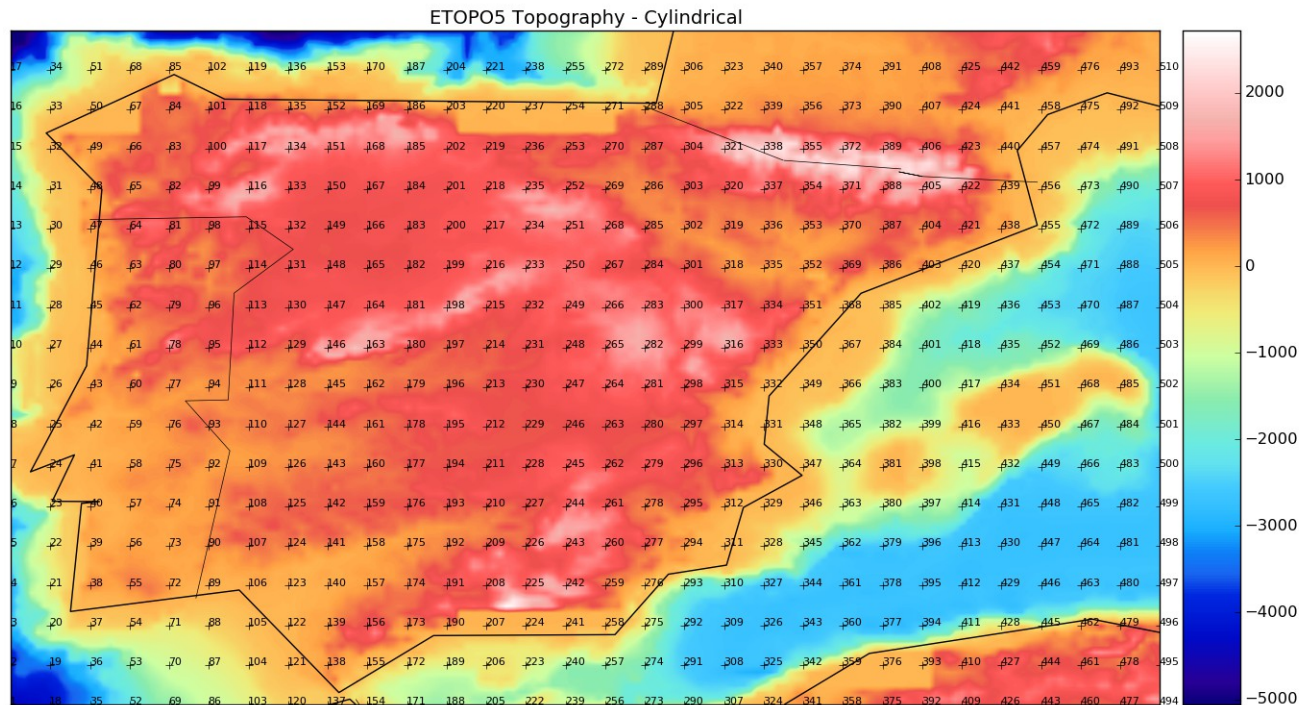 ETOPO5 Topography - Cylindrical
17 34 51 68 85 102 119 136 153 170 187 204 221 238 255 272 289 306 323 340 357 374 391 408 425 442 459 476 493 510
16 33 50 67 84 101 118 135 152 169 186 203 220 237 254 271 288 305 322 339 356 373 390 407 424 441 458 475 492 509
15 32 49 66 83 100 117 134 151 168 185 202 219 236 253 270 287 304 321 338 355 372 389 406 423 440 457 474 491 508
14 31 48 65 82 99 116 133 150 167 184 201 218 235 252 269 286 303 320 337 354 371 388 405 422 439 456 473 490 507
13 30 47 64 81 98 115 132 149 166 183 200 217 234 251 268 285 302 319 336 353 370 387 404 421 438 455 472 489 506
12 29 46 63 80 97 114 131 148 165 182 199 216 233 250 267 284 301 318 335 352 369 386 403 420 437 454 471 488 505
11 28 45 62 79 96 113 130 147 164 181 198 215 232 249 266 283 300 317 334 351 368 385 402 419 436 453 470 487 504
10 27 44 61 78 95 112 129 146 163 180 197 214 231 248 265 282 299 316 333 350 367 384 401 418 435 452 469 486 503
9 26 43 60 77 94 111 128 145 162 179 196 213 230 247 264 281 298 315 332 349 366 383 400 417 434 451 468 485 502
8 25 42 59 76 93 110 127 144 161 178 195 212 229 246 263 280 297 314 331 348 365 382 399 416 433 450 467 484 501
7 24 41 58 75 92 109 126 143 160 177 194 211 228 245 262 279 296 313 330 347 364 381 398 415 432 449 466 483 500
6 23 40 57 74 91 108 125 142 159 176 193 210 227 244 261 278 295 312 329 346 363 380 397 414 431 448 465 482 499
5 22 39 56 73 90 107 124 141 158 175 192 209 226 243 260 277 294 311 328 345 362 379 396 413 430 447 464 481 498
4 21 38 55 72 89 106 123 140 157 174 191 208 225 242 259 276 293 310 327 344 361 378 395 412 429 446 463 480 497
3 20 37 54 71 88 105 122 139 156 173 190 207 224 241 258 275 292 309 326 343 360 377 394 411 428 445 462 479 496
2 19 36 53 70 87 104 121 138 155 172 189 206 223 240 257 274 291 308 325 342 359 376 393 410 427 444 461 478 495
18 35 52 69 86 103 120 137 154 171 188 205 222 239 256 273 290 307 324 341 358 375 392 409 426 443 460 477 494
2000
1000
0
−1000
−2000
−3000
−4000
−5000